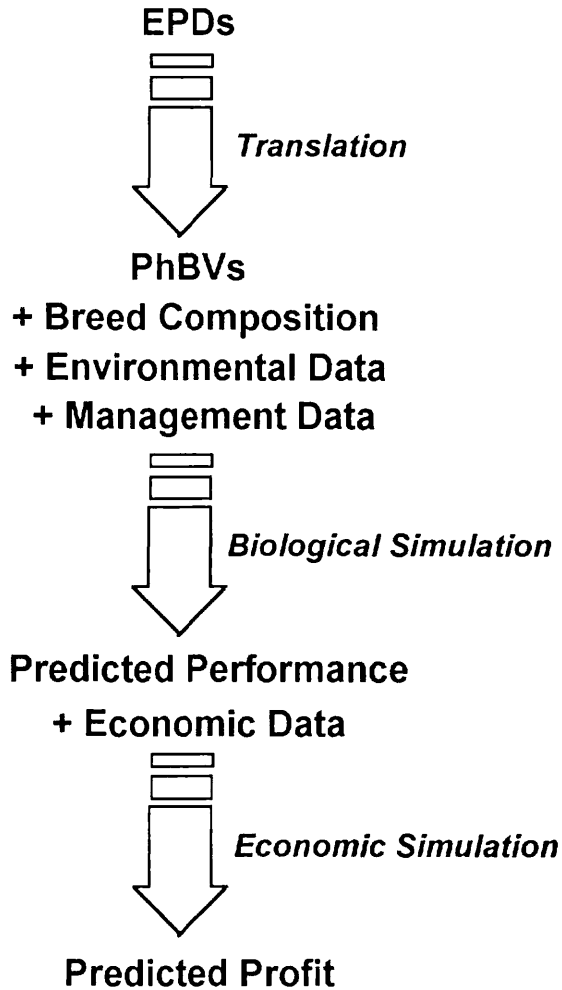 EPDs
Translation
PhBVs
+ Breed Composition
+ Environmental Data
+ Management Data
Biological Simulation
Predicted Performance
+ Economic Data
Economic Simulation
Predicted Profit